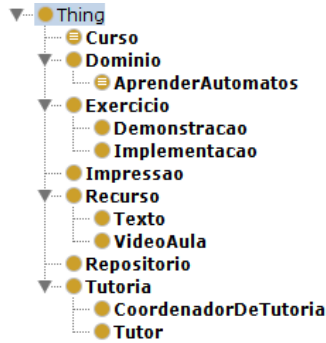 Thing
Curso
Dominio
AprenderAutomatos
Exercicio
Demonstracao
Implementacao
Impressao
Recurso
Texto
VideoAula
Repositorio
Tutoria
CoordenadorDeTutoria
Tutor